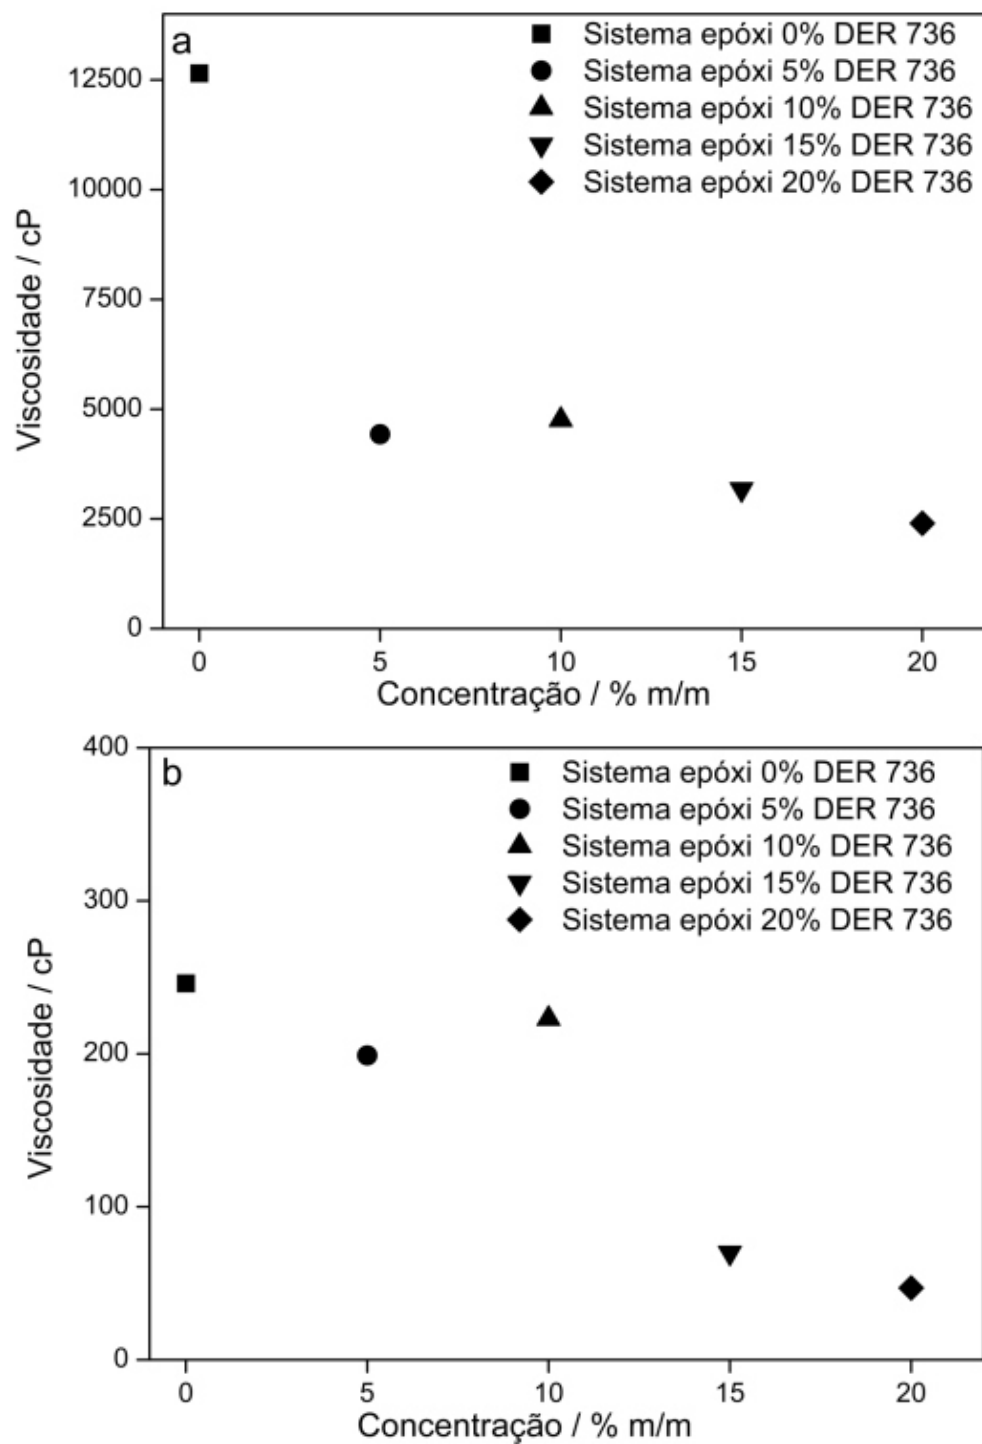 a
Sistema epóxi 0% DER 736
Sistema epóxi 5% DER 736
Sistema epóxi 10% DER 736
Sistema epóxi 15% DER 736
Sistema epóxi 20% DER 736
12500
10000
7500
5000
2500
0
Viscosidade / cP
0 5 10 15 20
Concentração / % m/m
b
Sistema epóxi 0% DER 736
Sistema epóxi 5% DER 736
Sistema epóxi 10% DER 736
Sistema epóxi 15% DER 736
Sistema epóxi 20% DER 736
400
300
200
100
0
Viscosidade / cP
0 5 10 15 20
Concentração / % m/m